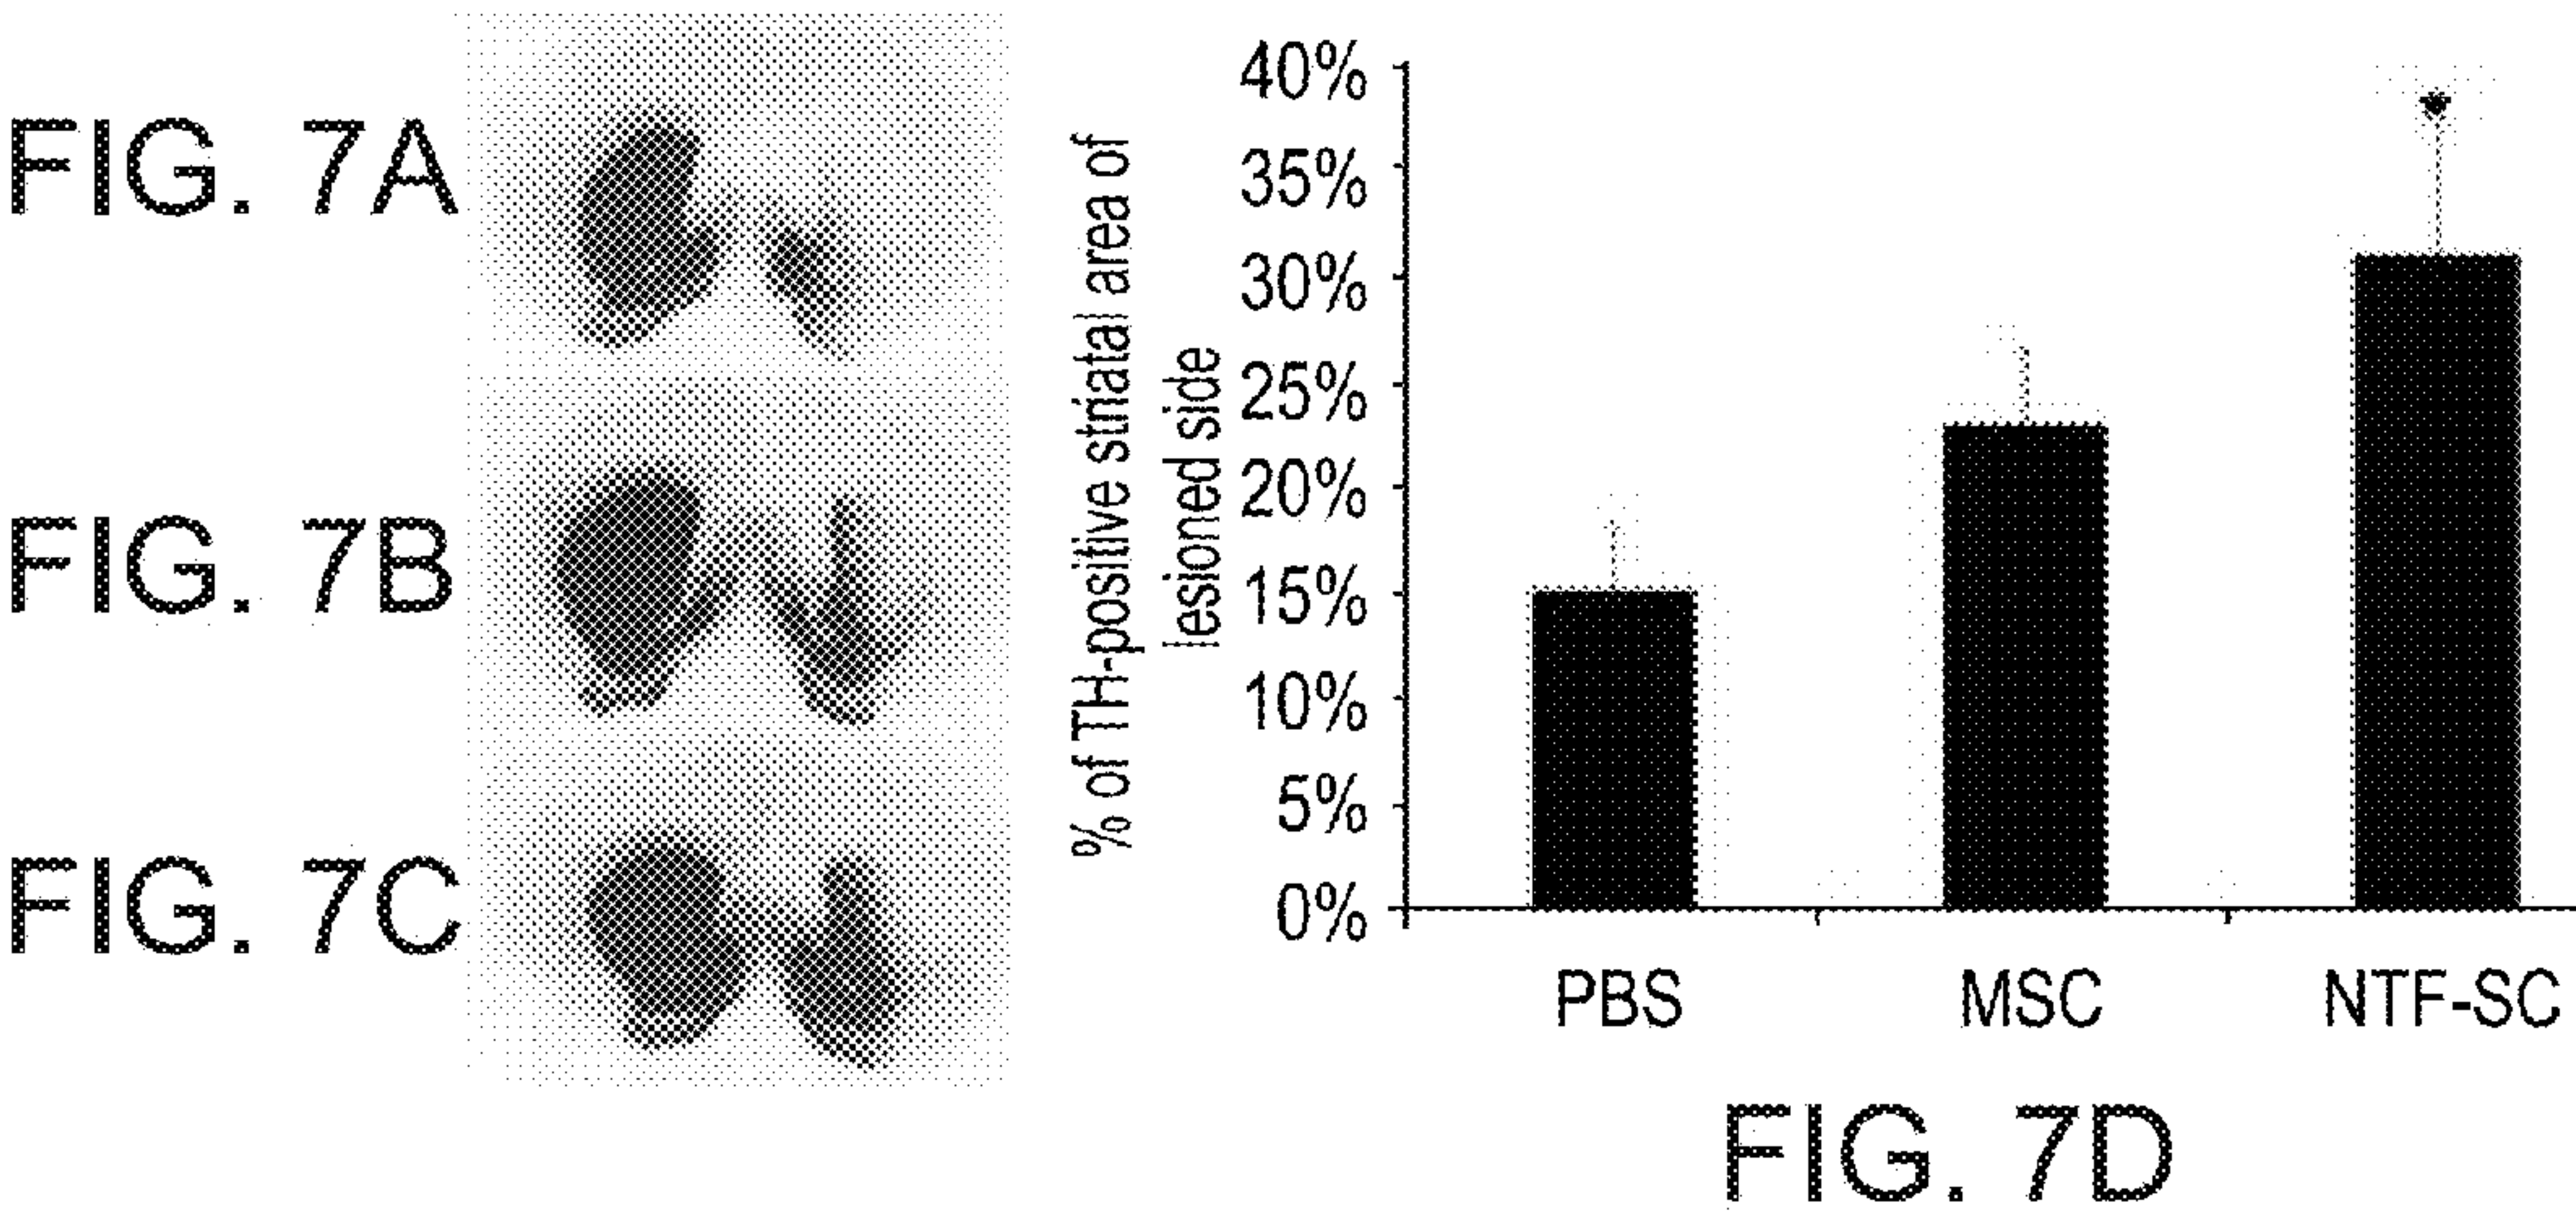 FIG. 7A
FIG. 7B
FIG. 7C
% of TH-positive striatal area of
lesioned side
40%
35%
30%
25%
20%
15%
10%
5%
0%
PBS
MSC
NTF-SC
FIG. 7D